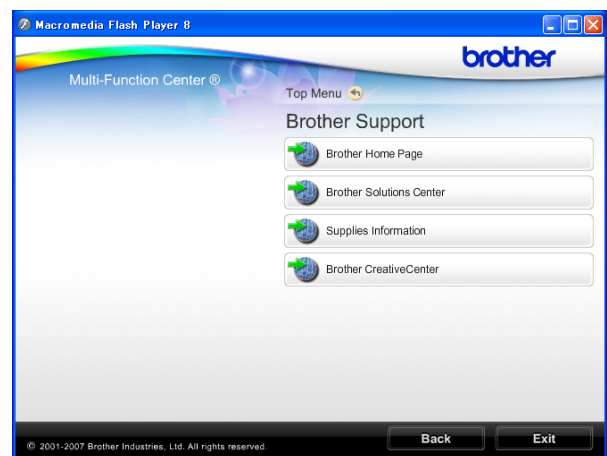 Macromedia Flash Player 8
brother
Multi-Function Center ®
Top Menu
Brother Support
Brother Home Page
Brother Solutions Center
Supplies Information
Brother CreativeCenter
© 2001-2007 Brother Industries, Ltd. All rights reserved.
Back
Exit